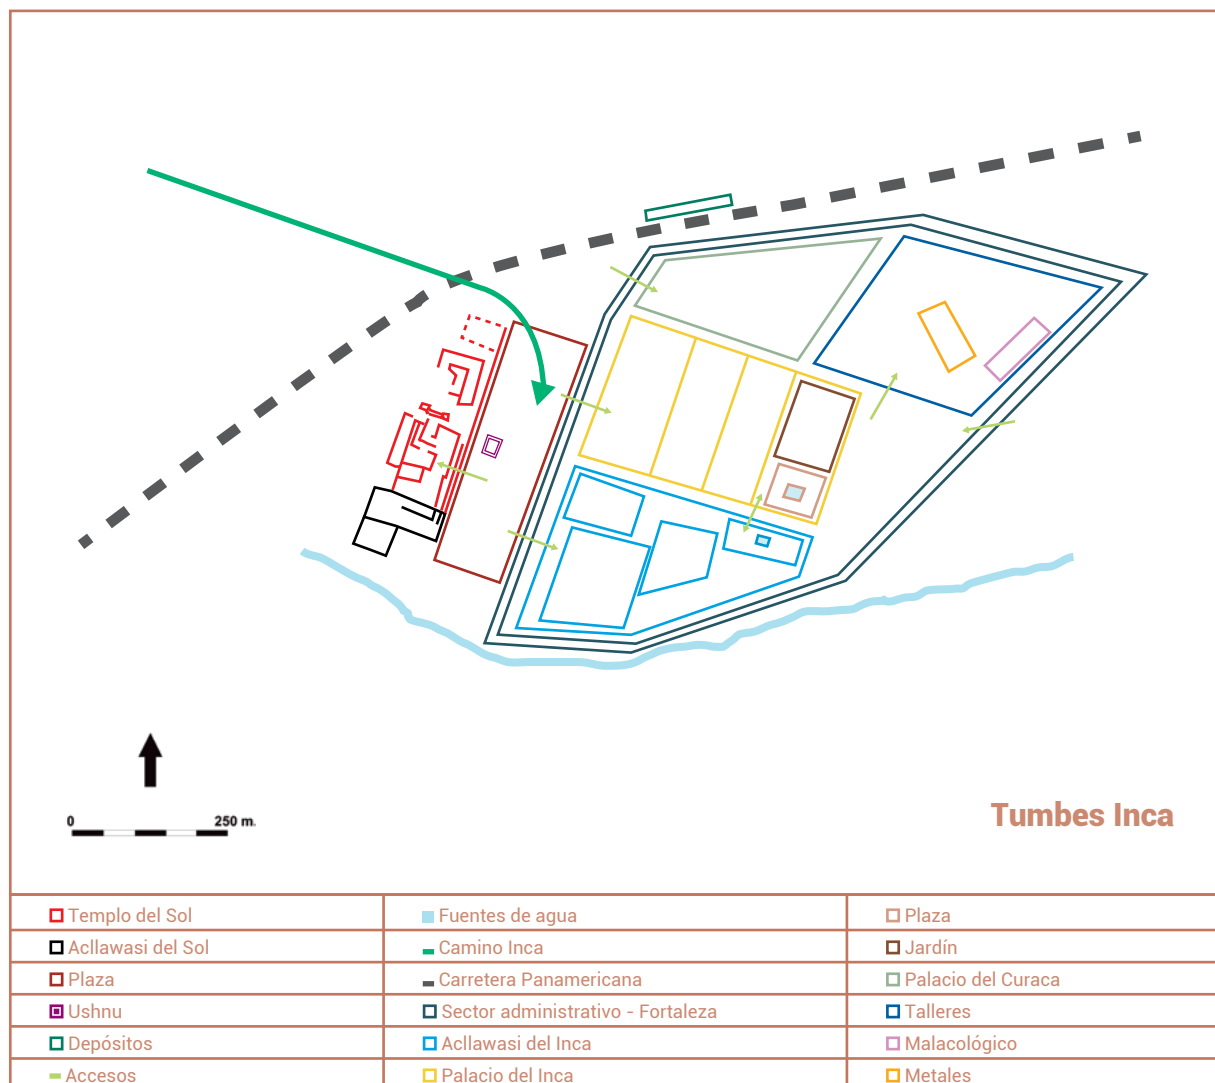 0 250 m.
Tumbes Inca
Templo del Sol
Fuentes de agua
Plaza
Acllawasi del Sol
Camino Inca
Jardín
Plaza
Carretera Panamericana
Palacio del Curaca
Ushnu
Sector administrativo - Fortaleza
Talleres
Depósitos
Acllawasi del Inca
Malacológico
Accesos
Palacio del Inca
Metales